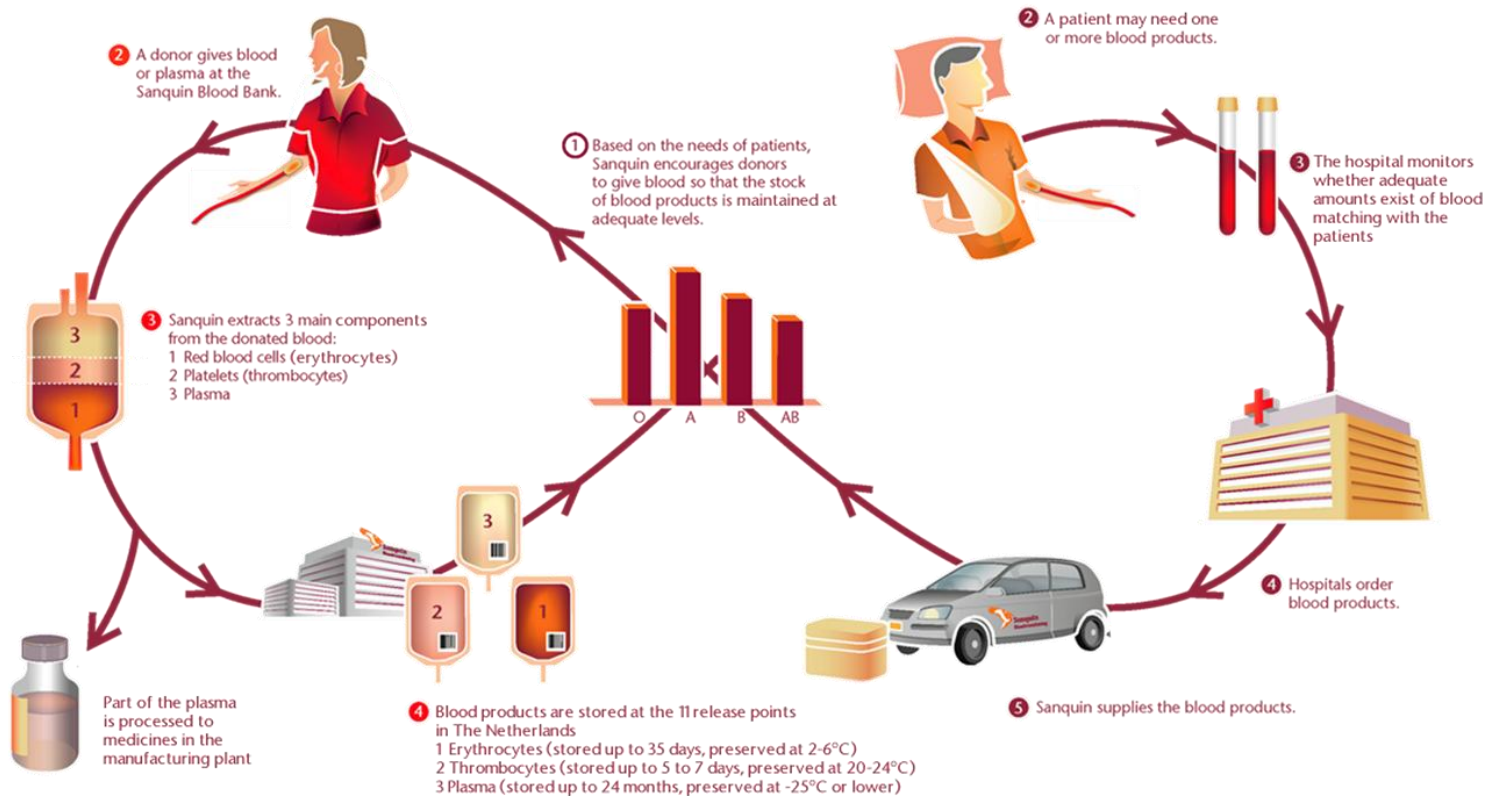 1 Based on the needs of patients,
Sanquin encourages donors
to give blood so that the stock
of blood products is maintained at
adequate levels.
2 A donor gives blood
or plasma at the
Sanquin Blood Bank.
3 Sanquin extracts 3 main components
from the donated blood:
1 Red blood cells (erythrocytes)
2 Platelets (thrombocytes)
3 Plasma
3
2
1
Part of the plasma
is processed to
medicines in the
manufacturing plant
Sanquin
3
2
1
4 Blood products are stored at the 11 release points
in The Netherlands
1 Erythrocytes (stored up to 35 days, preserved at 2-6°C)
2 Thrombocytes (stored up to 5 to 7 days, preserved at 20-24°C)
3 Plasma (stored up to 24 months, preserved at -25°C or lower)
O A B AB
2 A patient may need one
or more blood products.
3 The hospital monitors
whether adequate
amounts exist of blood
matching with the
patients
4 Hospitals order
blood products.
Sanquin
5 Sanquin supplies the blood products.